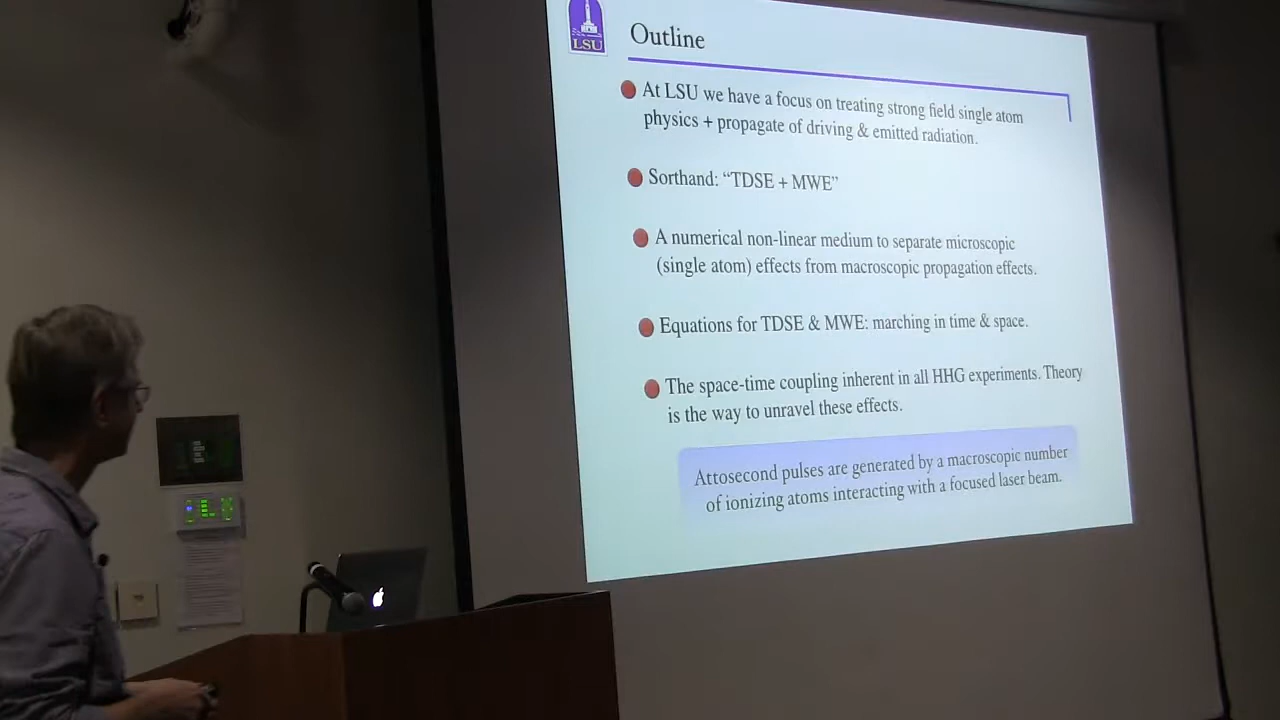 LSU
Outline
At LSU we have a focus on treating strong field single atom
physics + propagate of driving & emitted radiation.
Sorthand: “TDSE + MWE”
A numerical non-linear medium to separate microscopic
(single atom) effects from macroscopic propagation effects.
Equations for TDSE & MWE: marching in time & space.
The space-time coupling inherent in all HHG experiments. Theory
is the way to unravel these effects.
Attosecond pulses are generated by a macroscopic number
of ionizing atoms interacting with a focused laser beam.